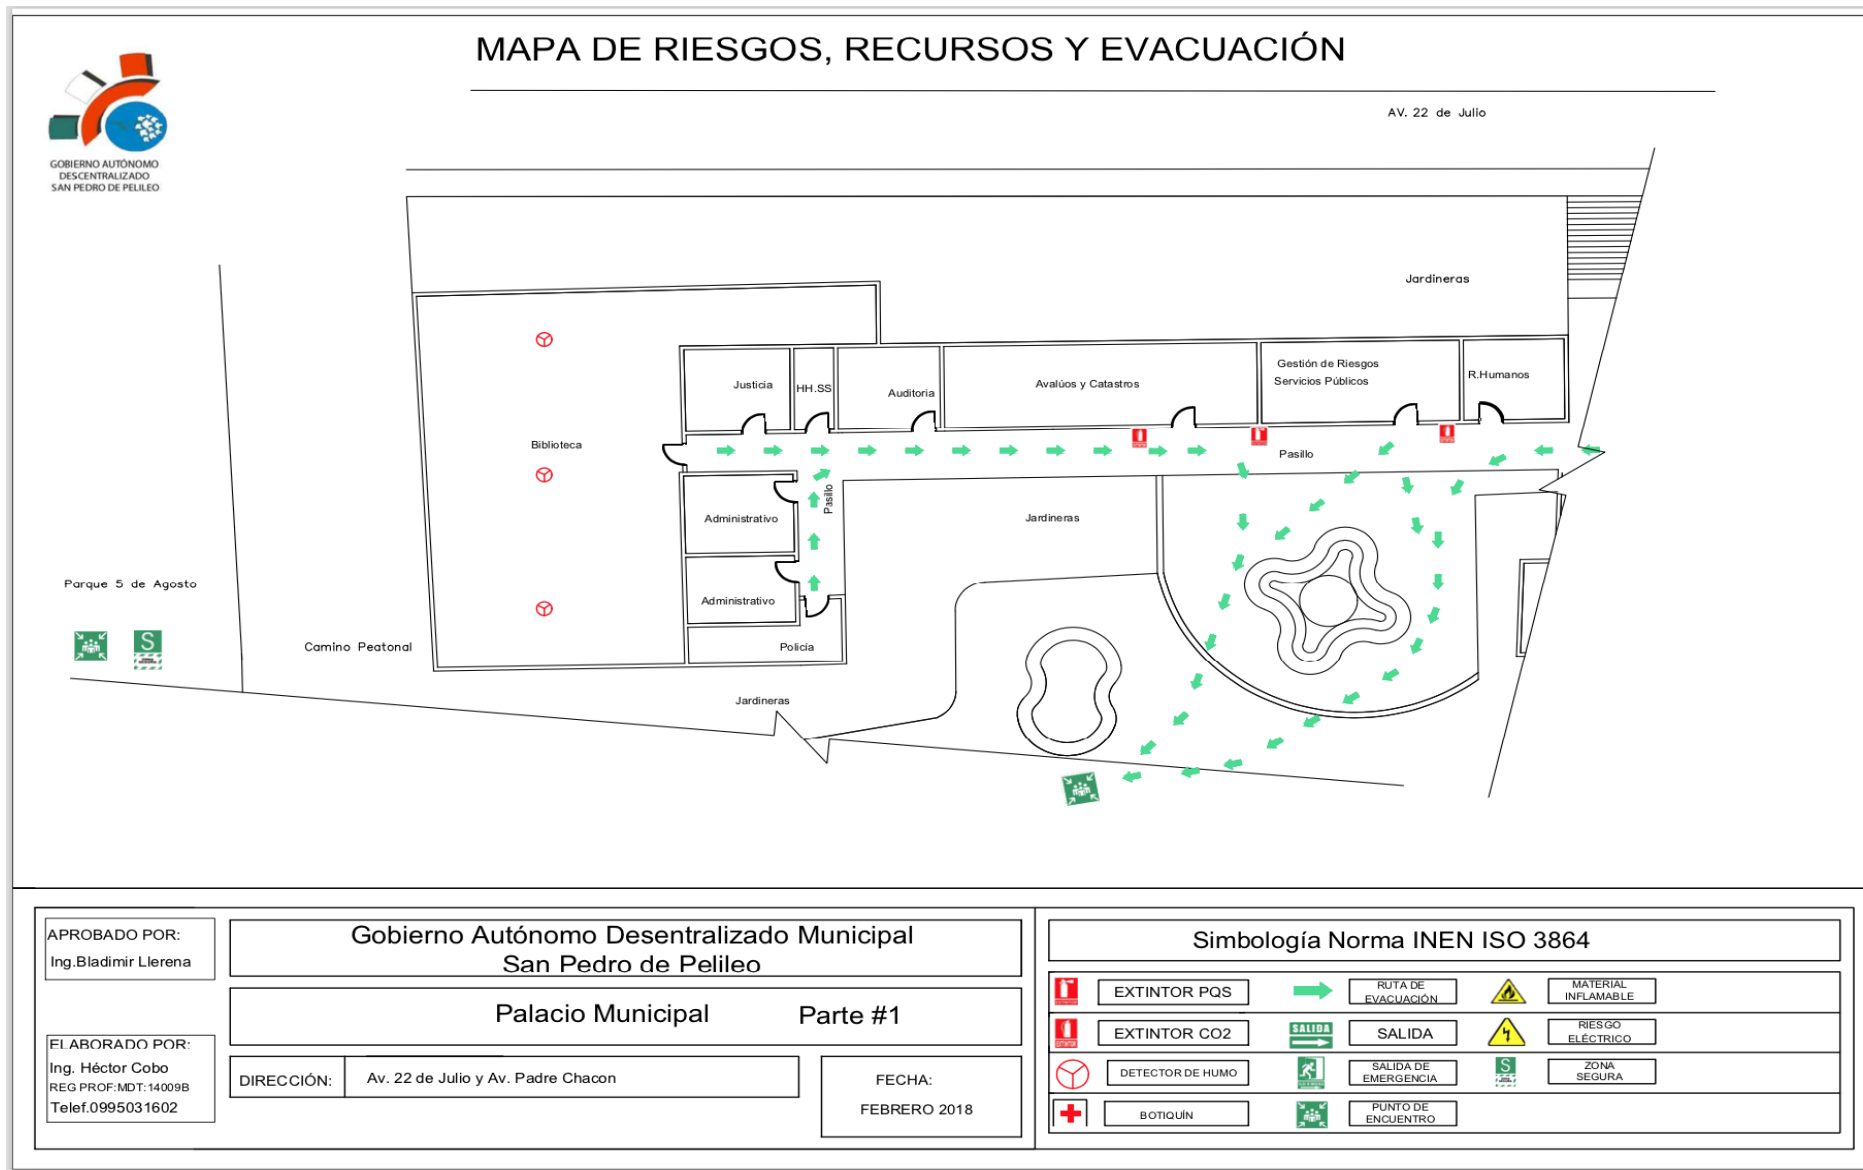 MAPA DE RIESGOS, RECURSOS Y EVACUACIÓN
GOBIERNO AUTÓNOMO
DESCENTRALIZADO
SAN PEDRO DE PELILEO
AV. 22 de Julio
Jardineras
Justicia
HH.SS
Auditoria
Avalúos y Catastros
Gestión de Riesgos
Servicios Públicos
R.Humanos
Biblioteca
Pasillo
Pasillo
Administrativo
Jardineras
Administrativo
Policía
Parque 5 de Agosto
S
Camino Peatonal
Jardineras
APROBADO POR:
Ing.Bladimir Llerena
ELABORADO POR:
Ing. Héctor Cobo
REG PROF:MDT:14009B
Telef.0995031602
Gobierno Autónomo Desentralizado Municipal
San Pedro de Pelileo
Palacio Municipal Parte #1
DIRECCIÓN: Av. 22 de Julio y Av. Padre Chacon
FECHA:
FEBRERO 2018
Simbología Norma INEN ISO 3864
EXTINTOR PQS
RUTA DE
EVACUACIÓN
MATERIAL
INFLAMABLE
EXTINTOR CO2
SALIDA
SALIDA
RIESGO
ELÉCTRICO
DETECTOR DE HUMO
SALIDA DE
EMERGENCIA
S
ZONA
SEGURA
BOTIQUÍN
PUNTO DE
ENCUENTRO